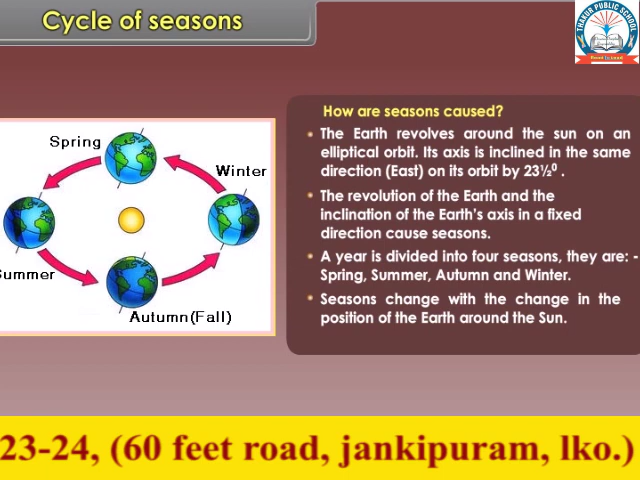 Cycle of seasons
THAKUR PUBLIC SCHOOL
How are seasons caused?
The Earth revolves around the sun on an
elliptical orbit. Its axis is inclined in the same
direction (East) on its orbit by 23½⁰ .
The revolution of the Earth and the
inclination of the Earth's axis in a fixed
direction cause seasons.
A year is divided into four seasons, they are: -
Spring, Summer, Autumn and Winter.
Seasons change with the change in the
position of the Earth around the Sun.
Spring
Winter
Summer
Autumn(Fall)
23-24, (60 feet road, jankipuram, lko.)